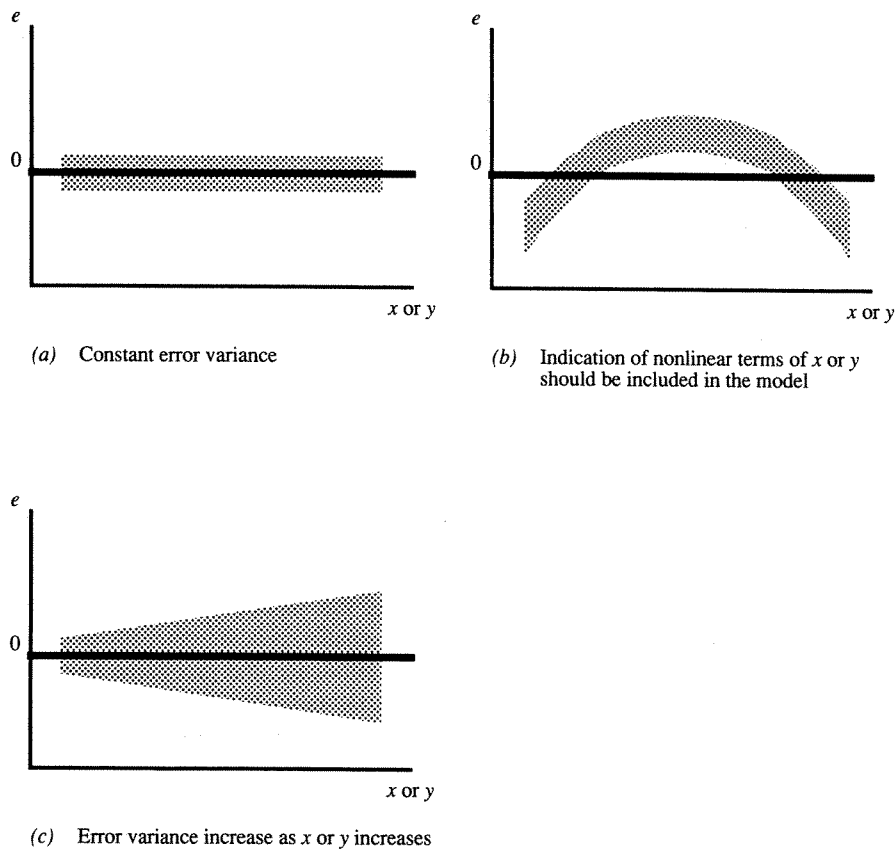 e
0
x or y
(a) Constant error variance
e
0
x or y
(b) Indication of nonlinear terms of x or y
should be included in the model
e
0
x or y
(c) Error variance increase as x or y increases